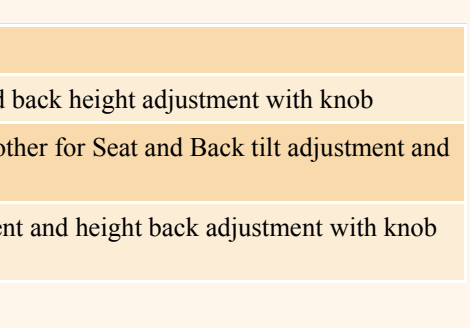 back height adjustment with knob
other for Seat and Back tilt adjustment and
and height back adjustment with knob